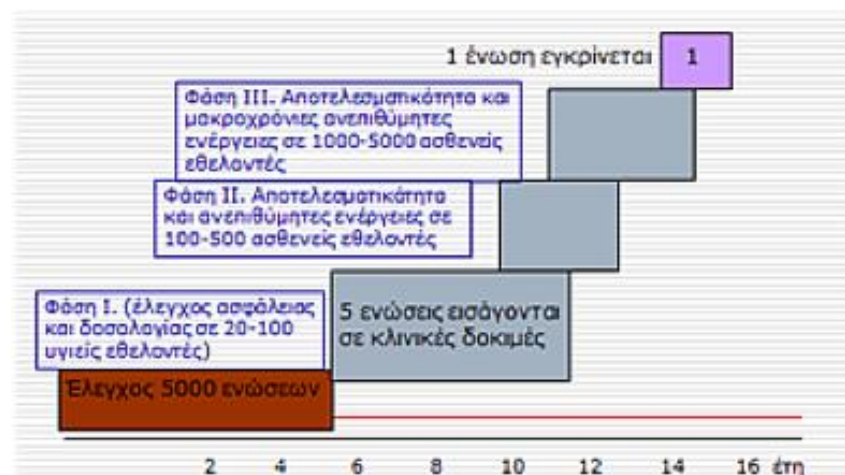 1 ένωση εγκρίνεται 1
Φάση III. Αποτελεσματικότητα και
μακροχρόνιες ανεπιθύμητες
ενέργειες σε 1000-5000 ασθενείς
εθελοντές
Φάση II. Αποτελεσματικότητα
και ανεπιθύμητες ενέργειες σε
100-500 ασθενείς εθελοντές
Φάση I. (έλεγχος ασφάλειας
και δοσολογίας σε 20-100
υγιείς εθελοντές)
5 ενώσεις εισάγονται
σε κλινικές δοκιμές
Έλεγχος 5000 ενώσεων
2 4 6 8 10 12 14 16 έτη